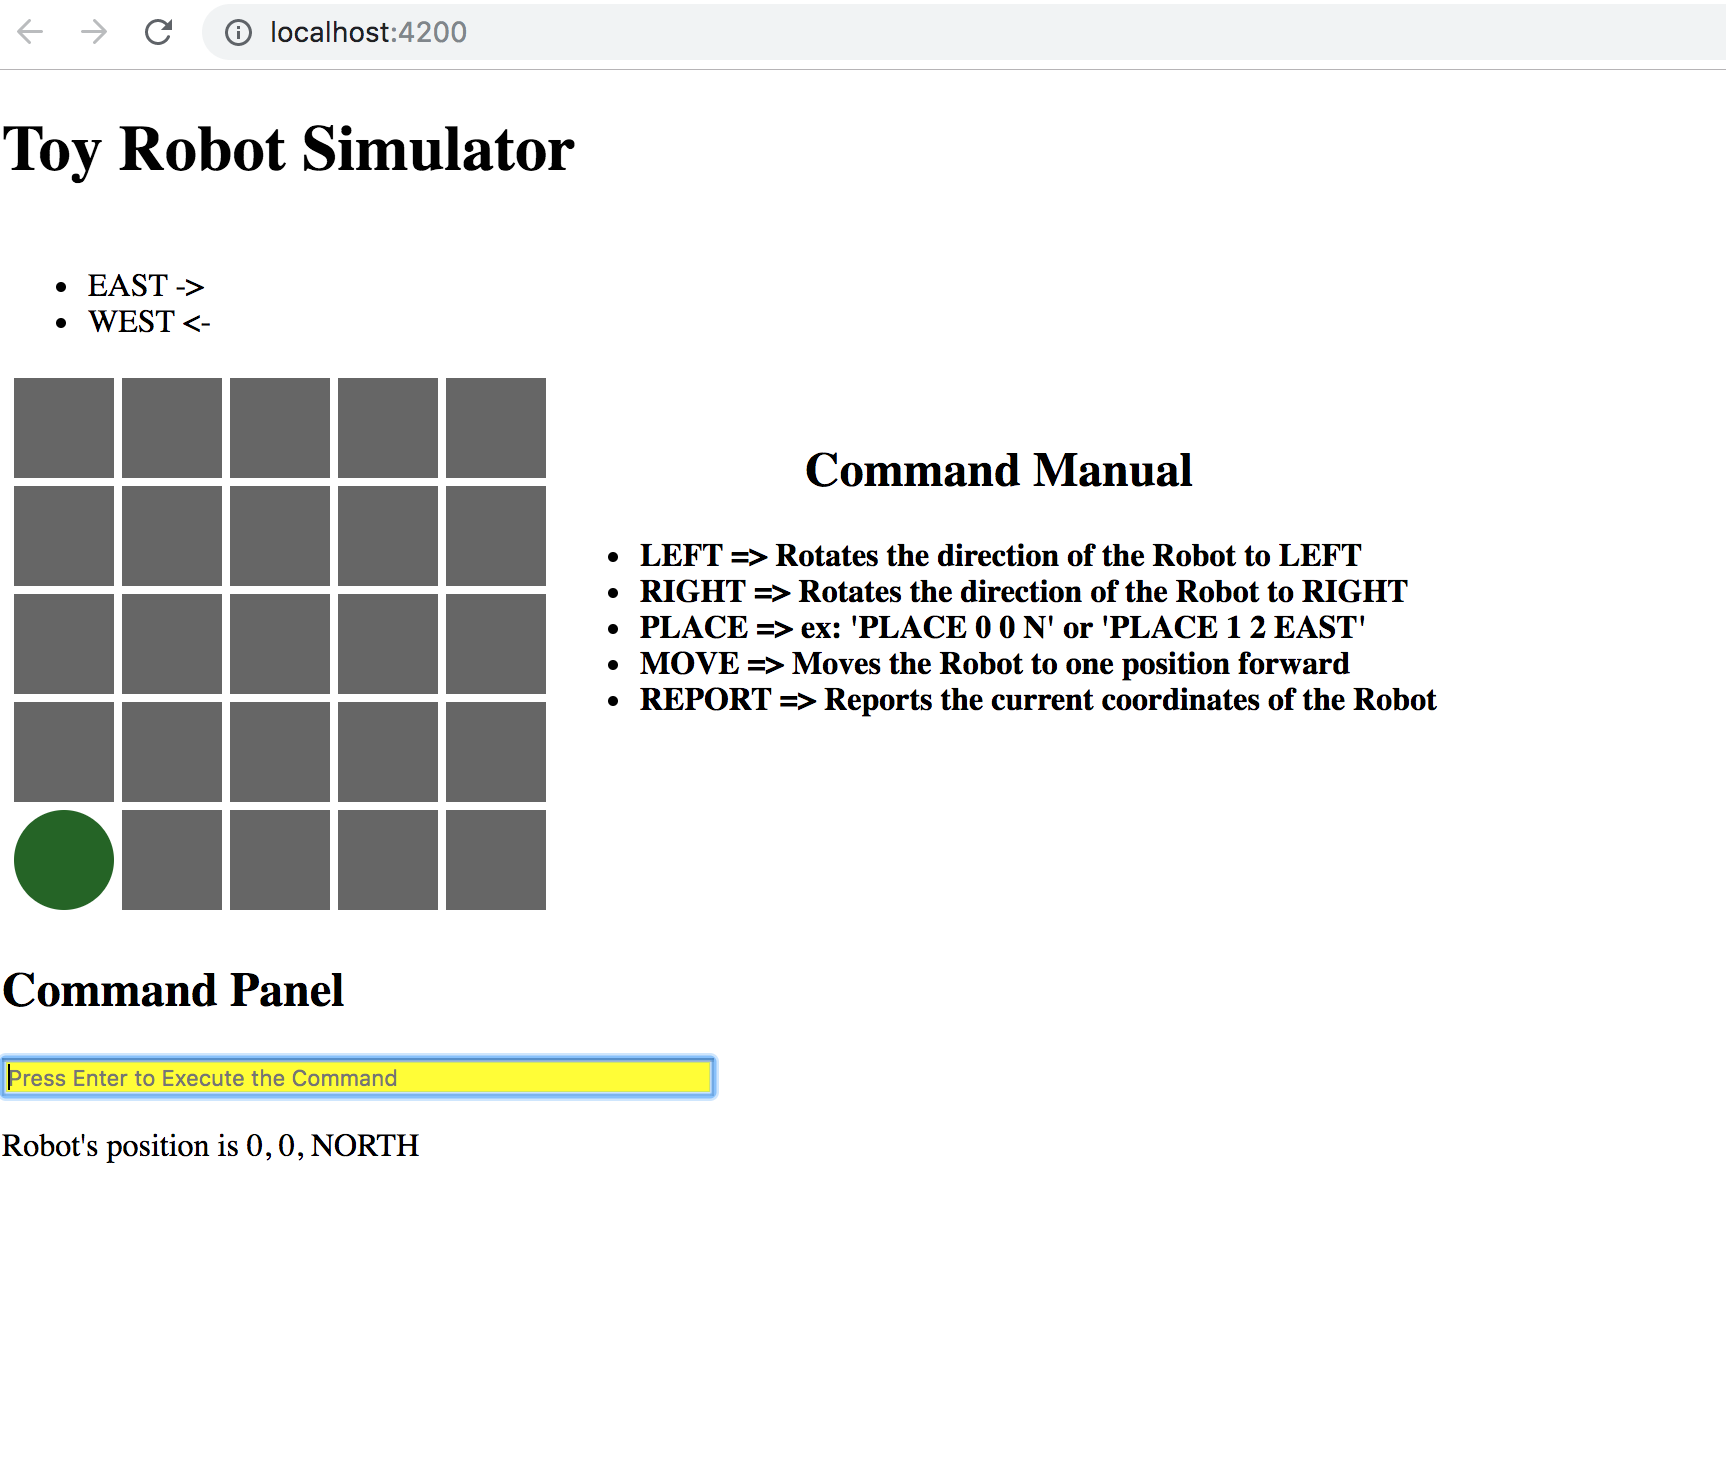 localhost:4200
Toy Robot Simulator
• EAST ->
• WEST <-
Command Manual
• LEFT => Rotates the direction of the Robot to LEFT
• RIGHT => Rotates the direction of the Robot to RIGHT
• PLACE => ex: 'PLACE 0 0 N' or 'PLACE 1 2 EAST'
• MOVE => Moves the Robot to one position forward
• REPORT => Reports the current coordinates of the Robot
Command Panel
Press Enter to Execute the Command
Robot's position is 0, 0, NORTH